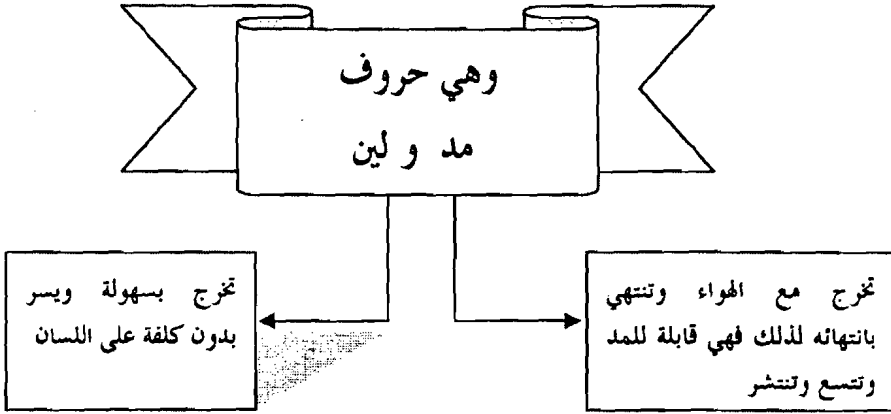 وهي حروف
مد و لين
تخرج مع الهواء وتنتهي
بانتهائه لذلك فهي قابلة للمد
وتتسع وتنتشر
تخرج بسهولة ويسر
بدون كلفة على اللسان